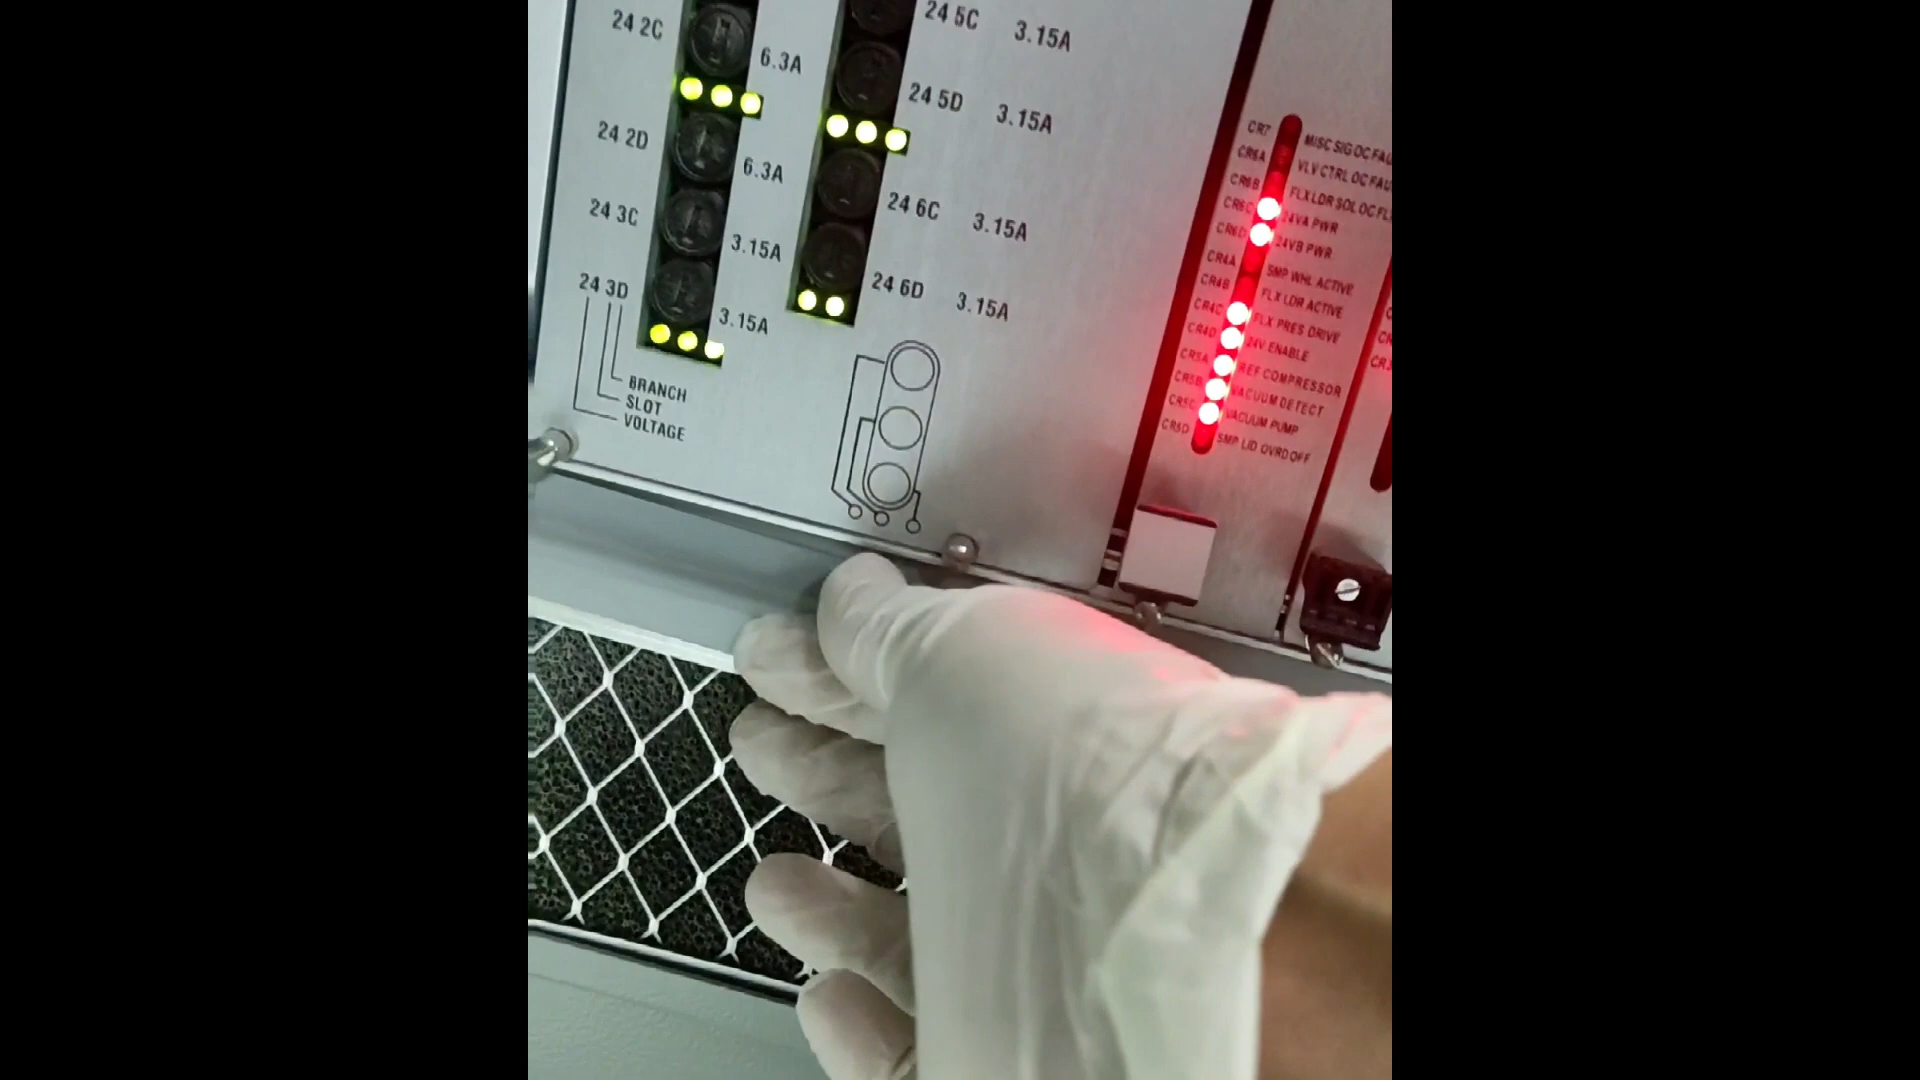 24 2C
6.3A
24 2D
6.3A
24 3C
3.15A
24 3D
3.15A
BRANCH
SLOT
VOLTAGE
24 5C 3.15A
24 5D 3.15A
24 6C 3.15A
24 6D 3.15A
CR7 MISC SIG OC FAU
CR6A VLV CTRL OC FAU
CR6B FLX LDR SOL OC FL
CR6C 24VA PWR
CR6D 24VB PWR
CR4A SMP WHL ACTIVE
CR4B FLX LDR ACTIVE
CR4C FLX PRES DRIVE
CR4D 24V ENABLE
CR5A REF COMPRESSOR
CR5B VACUUM DETECT
CR5C VACUUM PUMP
CR5D SMP LID OVRD OFF